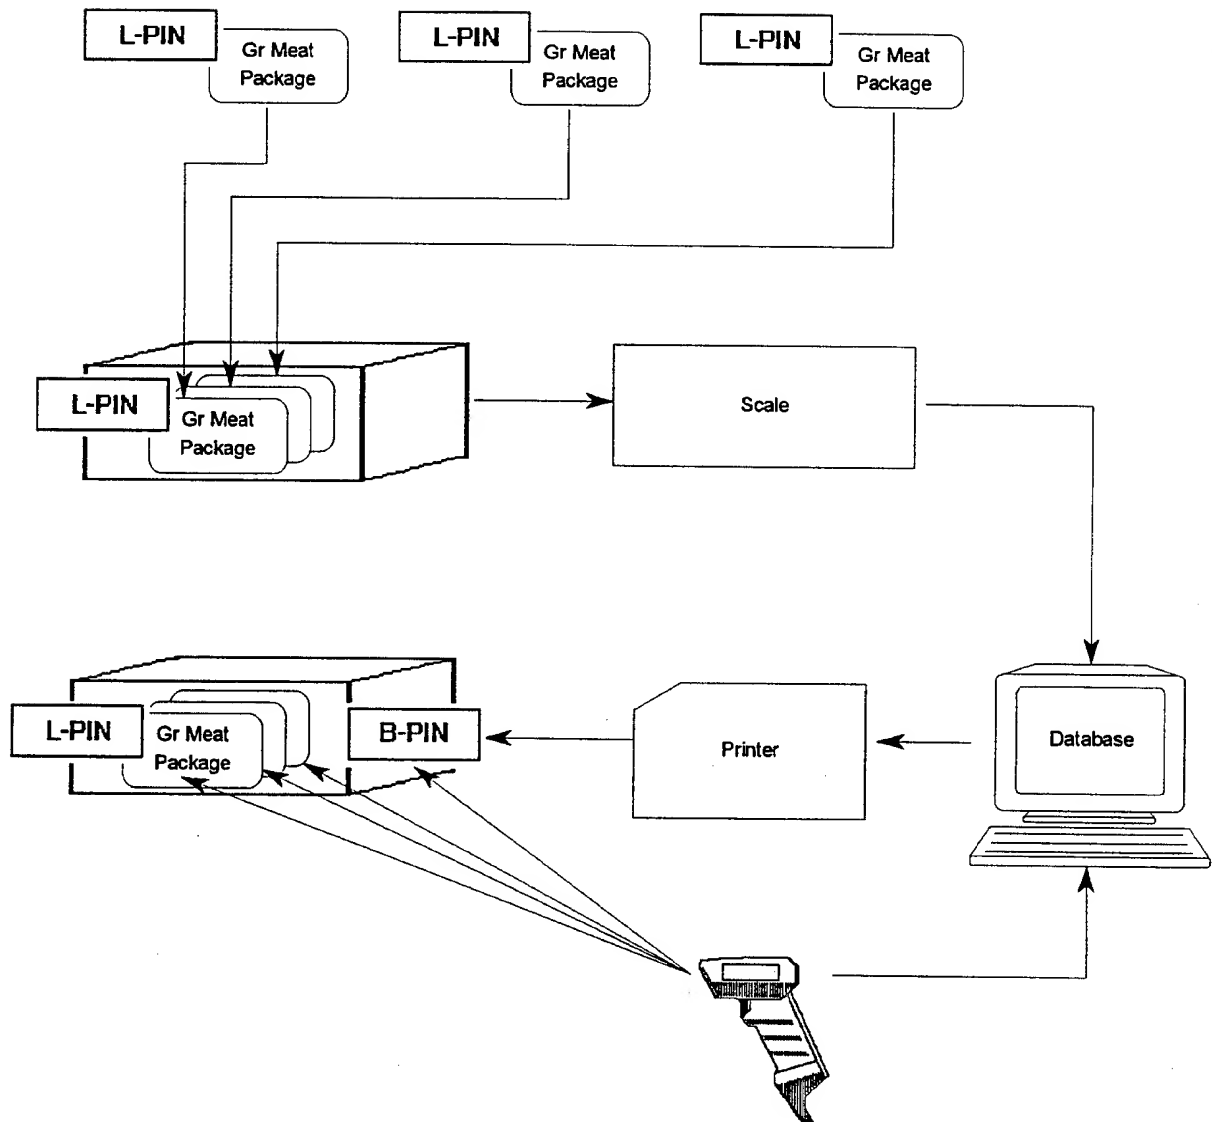 L-PIN
Gr Meat
Package
L-PIN
Gr Meat
Package
L-PIN
Gr Meat
Package
L-PIN
Gr Meat
Package
Scale
L-PIN
Gr Meat
Package
B-PIN
Printer
Database